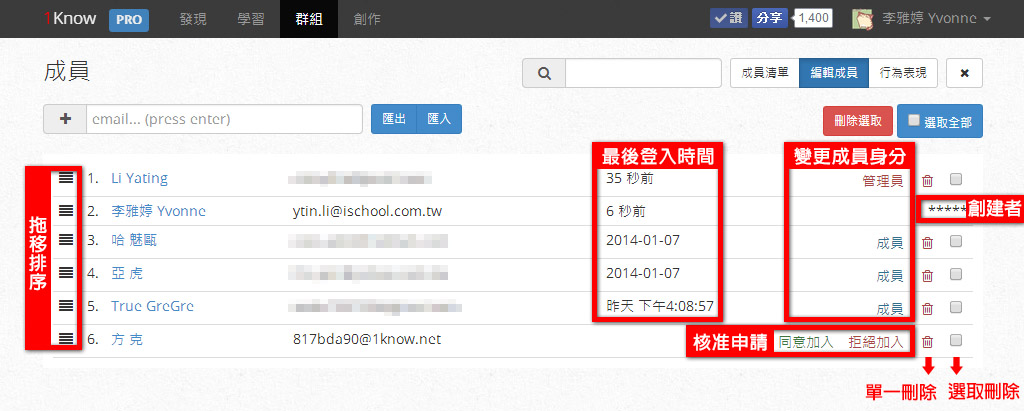 1Know PRO 發現 學習 群組 創作 讚 分享 1,400 李雅婷 Yvonne
成員 成員清單 編輯成員 行為表現 ×
+ email... (press enter) 匯出 匯入 刪除選取 選取全部
最後登入時間 變更成員身分
拖移排序
1. Li Yating 35 秒前 管理員
2. 李雅婷 Yvonne ytin.li@ischool.com.tw 6 秒前 ***** 創建者
3. 哈 魅甌 2014-01-07 成員
4. 亞 虎 2014-01-07 成員
5. True GreGre 昨天 下午4:08:57 成員
6. 方 克 817bda90@1know.net 核准申請 同意加入 拒絕加入
單一刪除 選取刪除